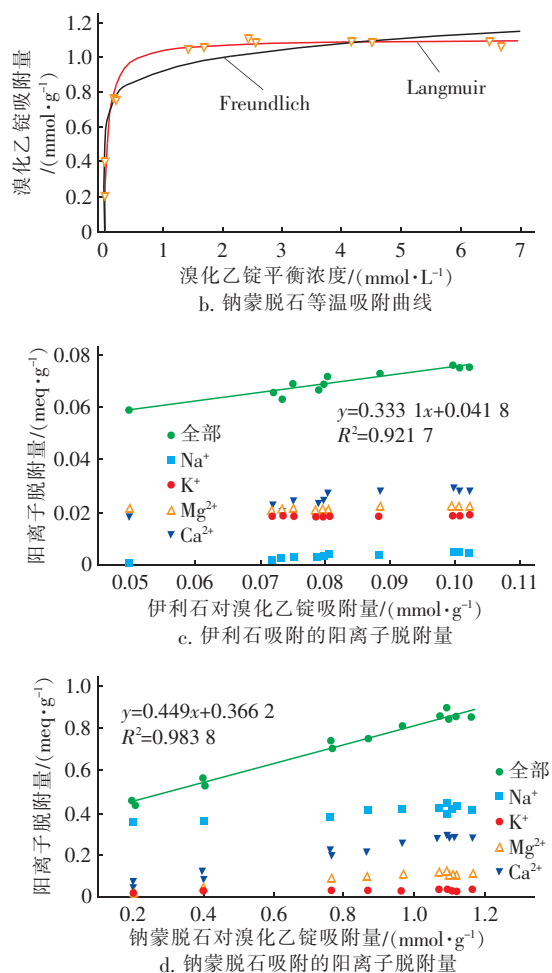 溴化乙锭吸附量
/(mmol·g⁻¹)
1.2
1.0
0.8
0.6
0.4
0.2
0
Freundlich
Langmuir
0 1 2 3 4 5 6 7
溴化乙锭平衡浓度/(mmol·L⁻¹)
b. 钠蒙脱石等温吸附曲线
阳离子脱附量/(meq·g⁻¹)
0.08
0.06
0.04
0.02
0
y=0.333 1x+0.041 8
R²=0.921 7
全部
Na⁺
K⁺
Mg²⁺
Ca²⁺
0.05 0.06 0.07 0.08 0.09 0.10 0.11
伊利石对溴化乙锭吸附量/(mmol·g⁻¹)
c. 伊利石吸附的阳离子脱附量
阳离子脱附量/(meq·g⁻¹)
1.0
0.8
0.6
0.4
0.2
0
y=0.449x+0.366 2
R²=0.983 8
全部
Na⁺
K⁺
Mg²⁺
Ca²⁺
0.2 0.4 0.6 0.8 1.0 1.2
钠蒙脱石对溴化乙锭吸附量/(mmol·g⁻¹)
d. 钠蒙脱石吸附的阳离子脱附量